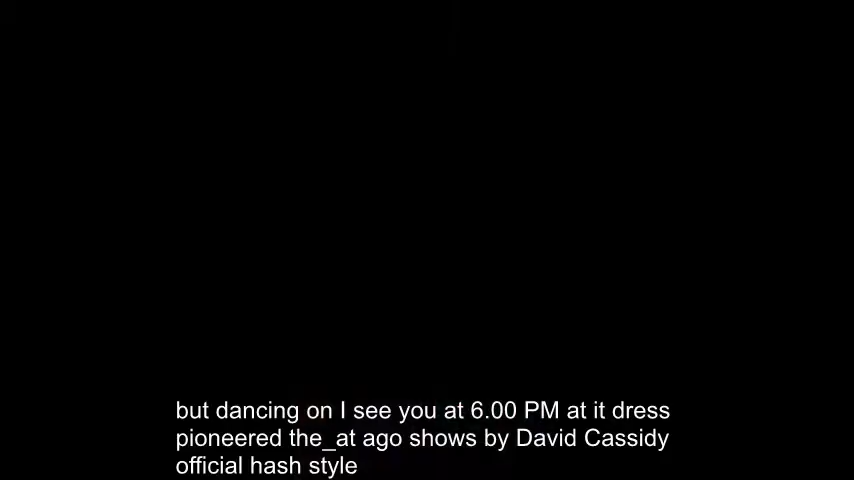 but dancing on I see you at 6.00 PM at it dress
pioneered the_at ago shows by David Cassidy
official hash style